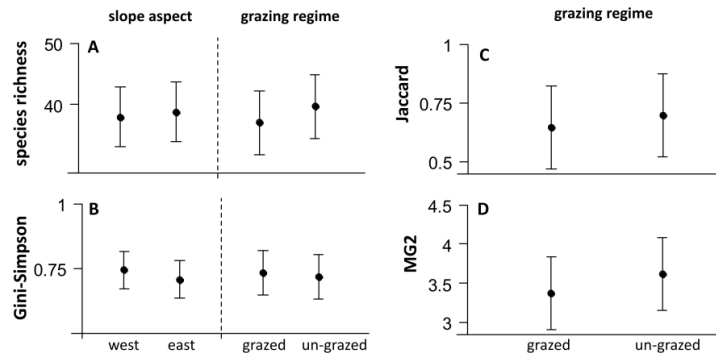 slope aspect
grazing regime
grazing regime
A
50
40
species richness
C
1
0.75
0.5
Jaccard
B
1
0.75
Gini-Simpson
west
east
grazed
un-grazed
D
4.5
4
3.5
3
MG2
grazed
un-grazed